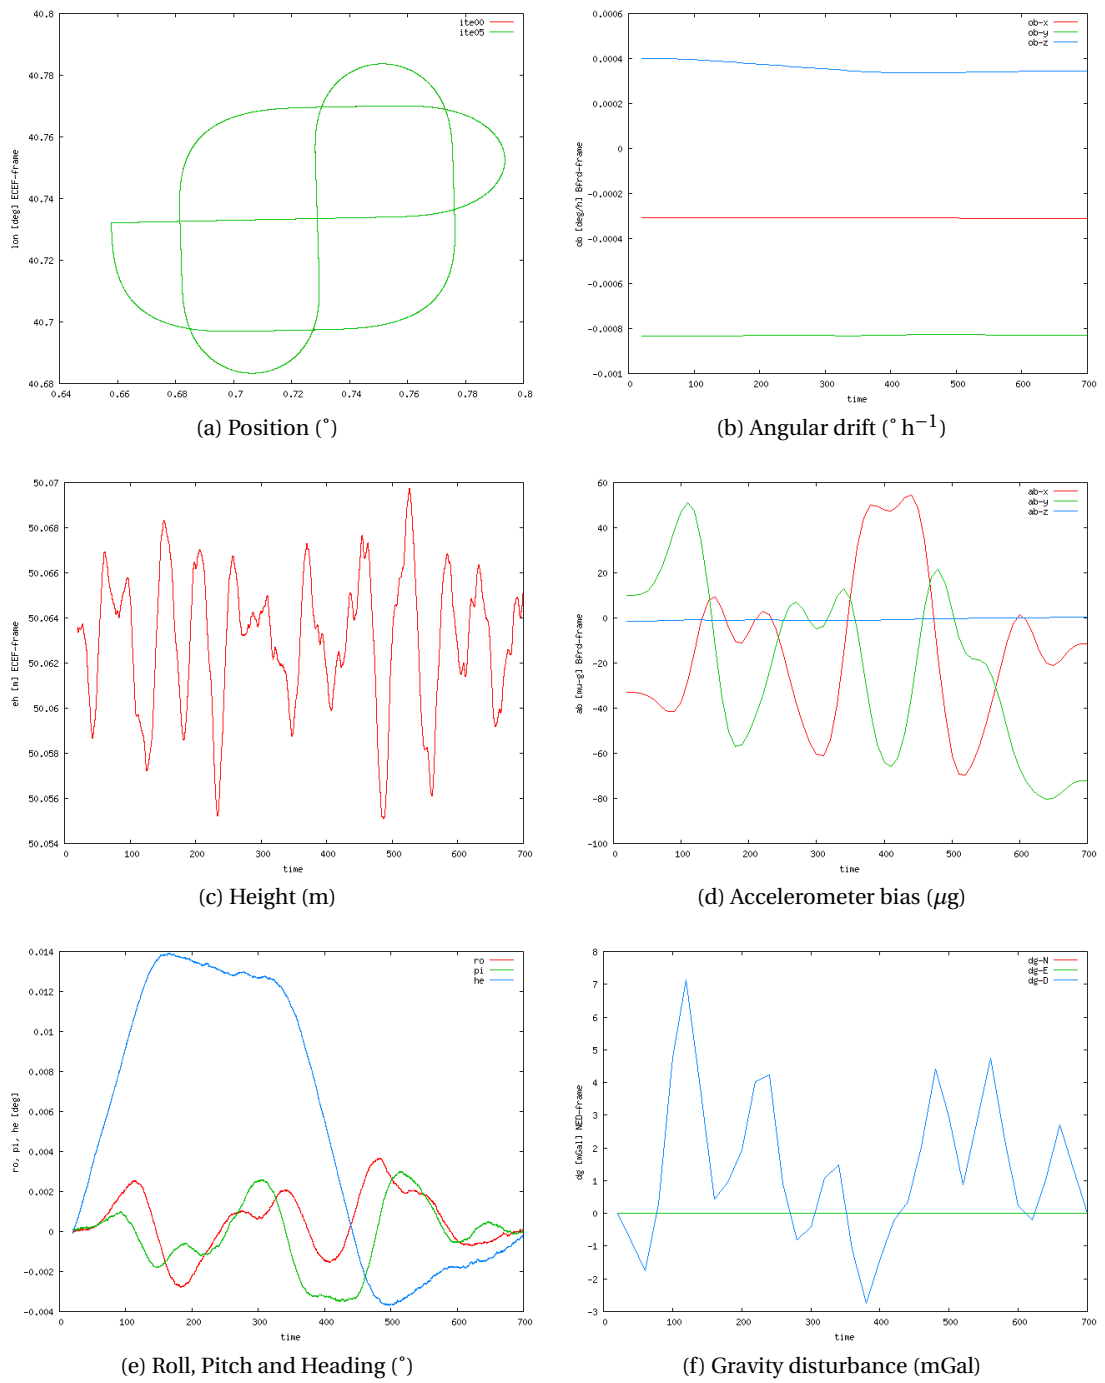 40.8
40.78
40.76
40.74
40.72
40.7
40.68
lon [deg] ECEF-frame
ite00
ite05
0.64 0.66 0.68 0.7 0.72 0.74 0.76 0.78 0.8
(a) Position (°)
0.0006
0.0004
0.0002
0
-0.0002
-0.0004
-0.0006
-0.0008
-0.001
ob [deg/h] Bfrd-frame
ob-x
ob-y
ob-z
0 100 200 300 400 500 600 700
time
(b) Angular drift (° h−1)
50.07
50.068
50.066
50.064
50.062
50.06
50.058
50.056
50.054
eh [m] ECEF-frame
0 100 200 300 400 500 600 700
time
(c) Height (m)
60
40
20
0
-20
-40
-60
-80
-100
ab [mu-g] Bfrd-frame
ab-x
ab-y
ab-z
0 100 200 300 400 500 600 700
time
(d) Accelerometer bias (μg)
0.014
0.012
0.01
0.008
0.006
0.004
0.002
0
-0.002
-0.004
ro, pi, he [deg]
ro
pi
he
0 100 200 300 400 500 600 700
time
(e) Roll, Pitch and Heading (°)
8
7
6
5
4
3
2
1
0
-1
-2
-3
dg [mGal] NED-frame
dg-N
dg-E
dg-D
0 100 200 300 400 500 600 700
time
(f) Gravity disturbance (mGal)